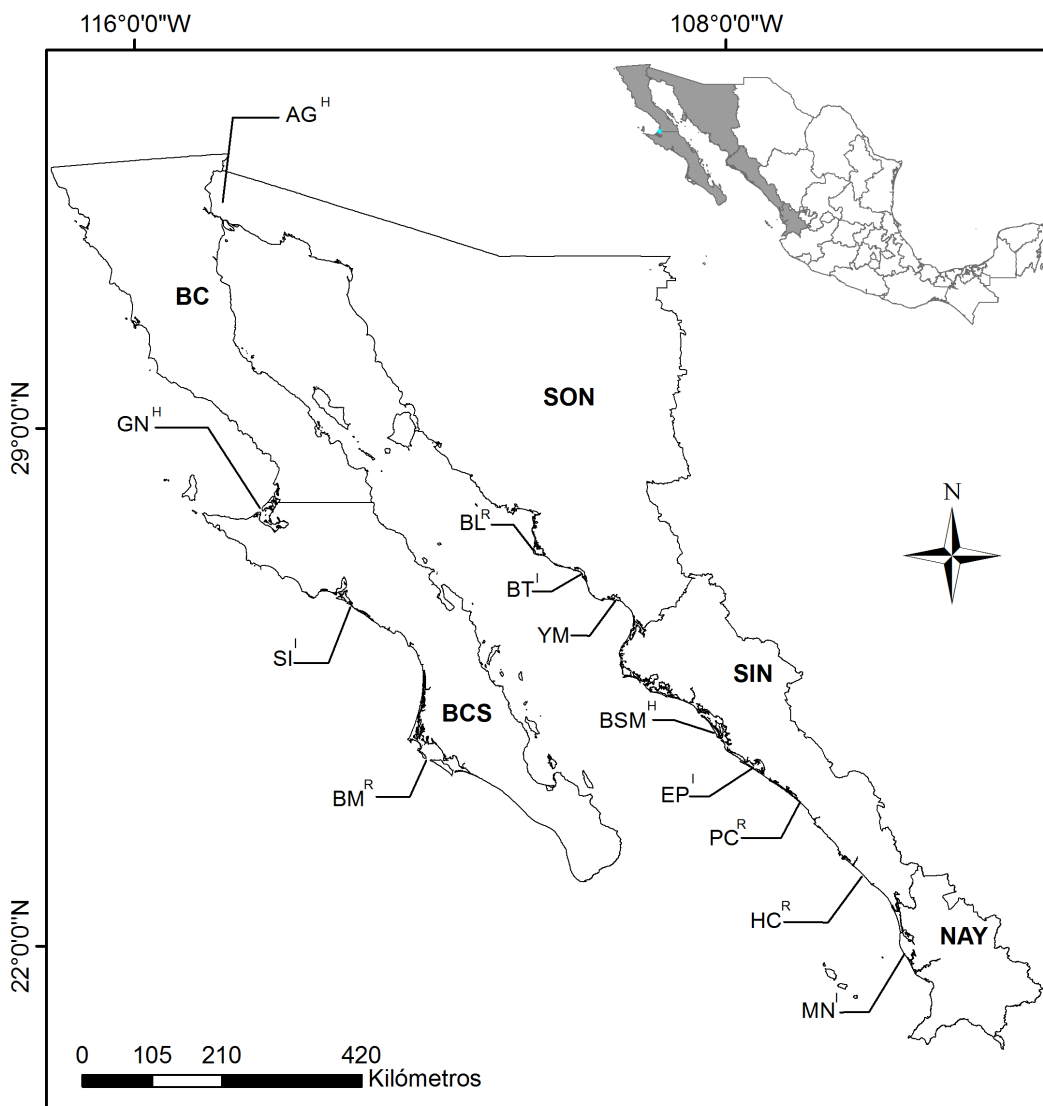 116°0'0"W 108°0'0"W
AG^H
BC
SON
29°0'0"N
GN^H
N
BL^R
BT^I
YM
SI^I
SIN
BCS
BSM^H
EP^I
BM^R
PC^R
HC^R
NAY
22°0'0"N
MN^I
0 105 210 420
Kilómetros